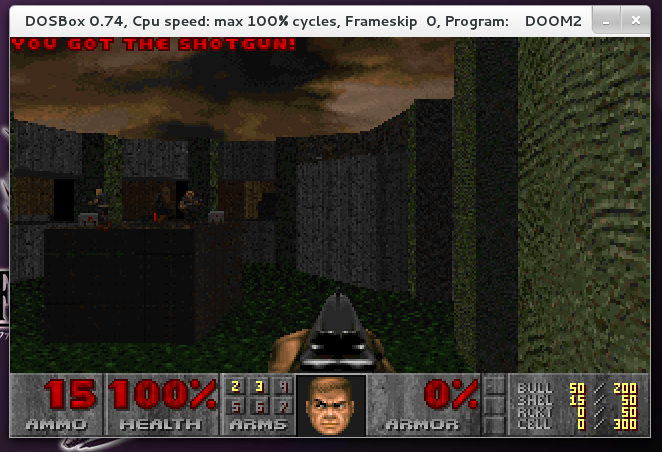 DOSBox 0.74, Cpu speed: max 100% cycles, Frameskip 0, Program: DOOM2
YOU GOT THE SHOTGUN!
15 100% 2 3 4 0% BULL 50 / 200
5 6 7 SHEL 15 / 50
RCKT 0 / 50
AMMO HEALTH ARMS ARMOR CELL 0 / 300